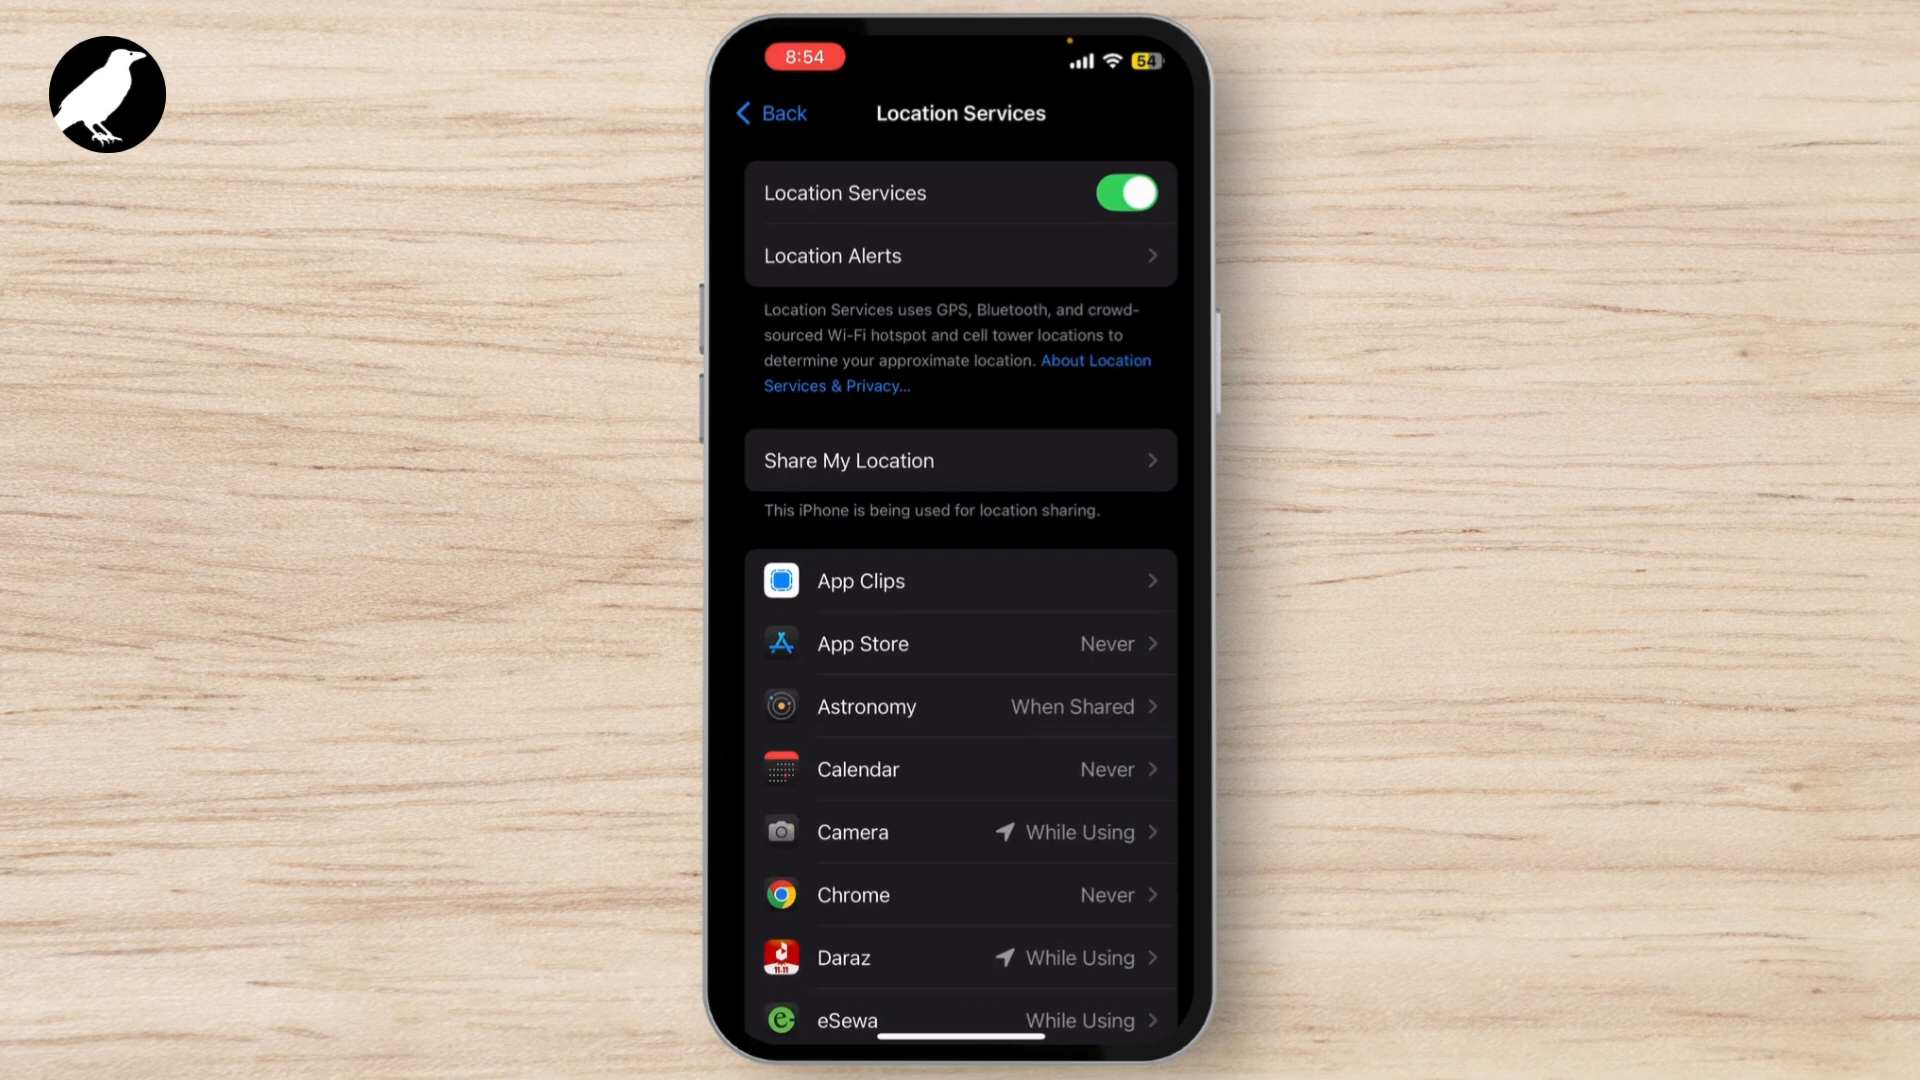 8:54
54
Back
Location Services
Location Services
Location Alerts
Location Services uses GPS, Bluetooth, and crowd-
sourced Wi-Fi hotspot and cell tower locations to
determine your approximate location. About Location
Services & Privacy...
Share My Location
This iPhone is being used for location sharing.
App Clips
App Store Never
Astronomy When Shared
Calendar Never
Camera While Using
Chrome Never
11-11
Daraz While Using
eSewa While Using